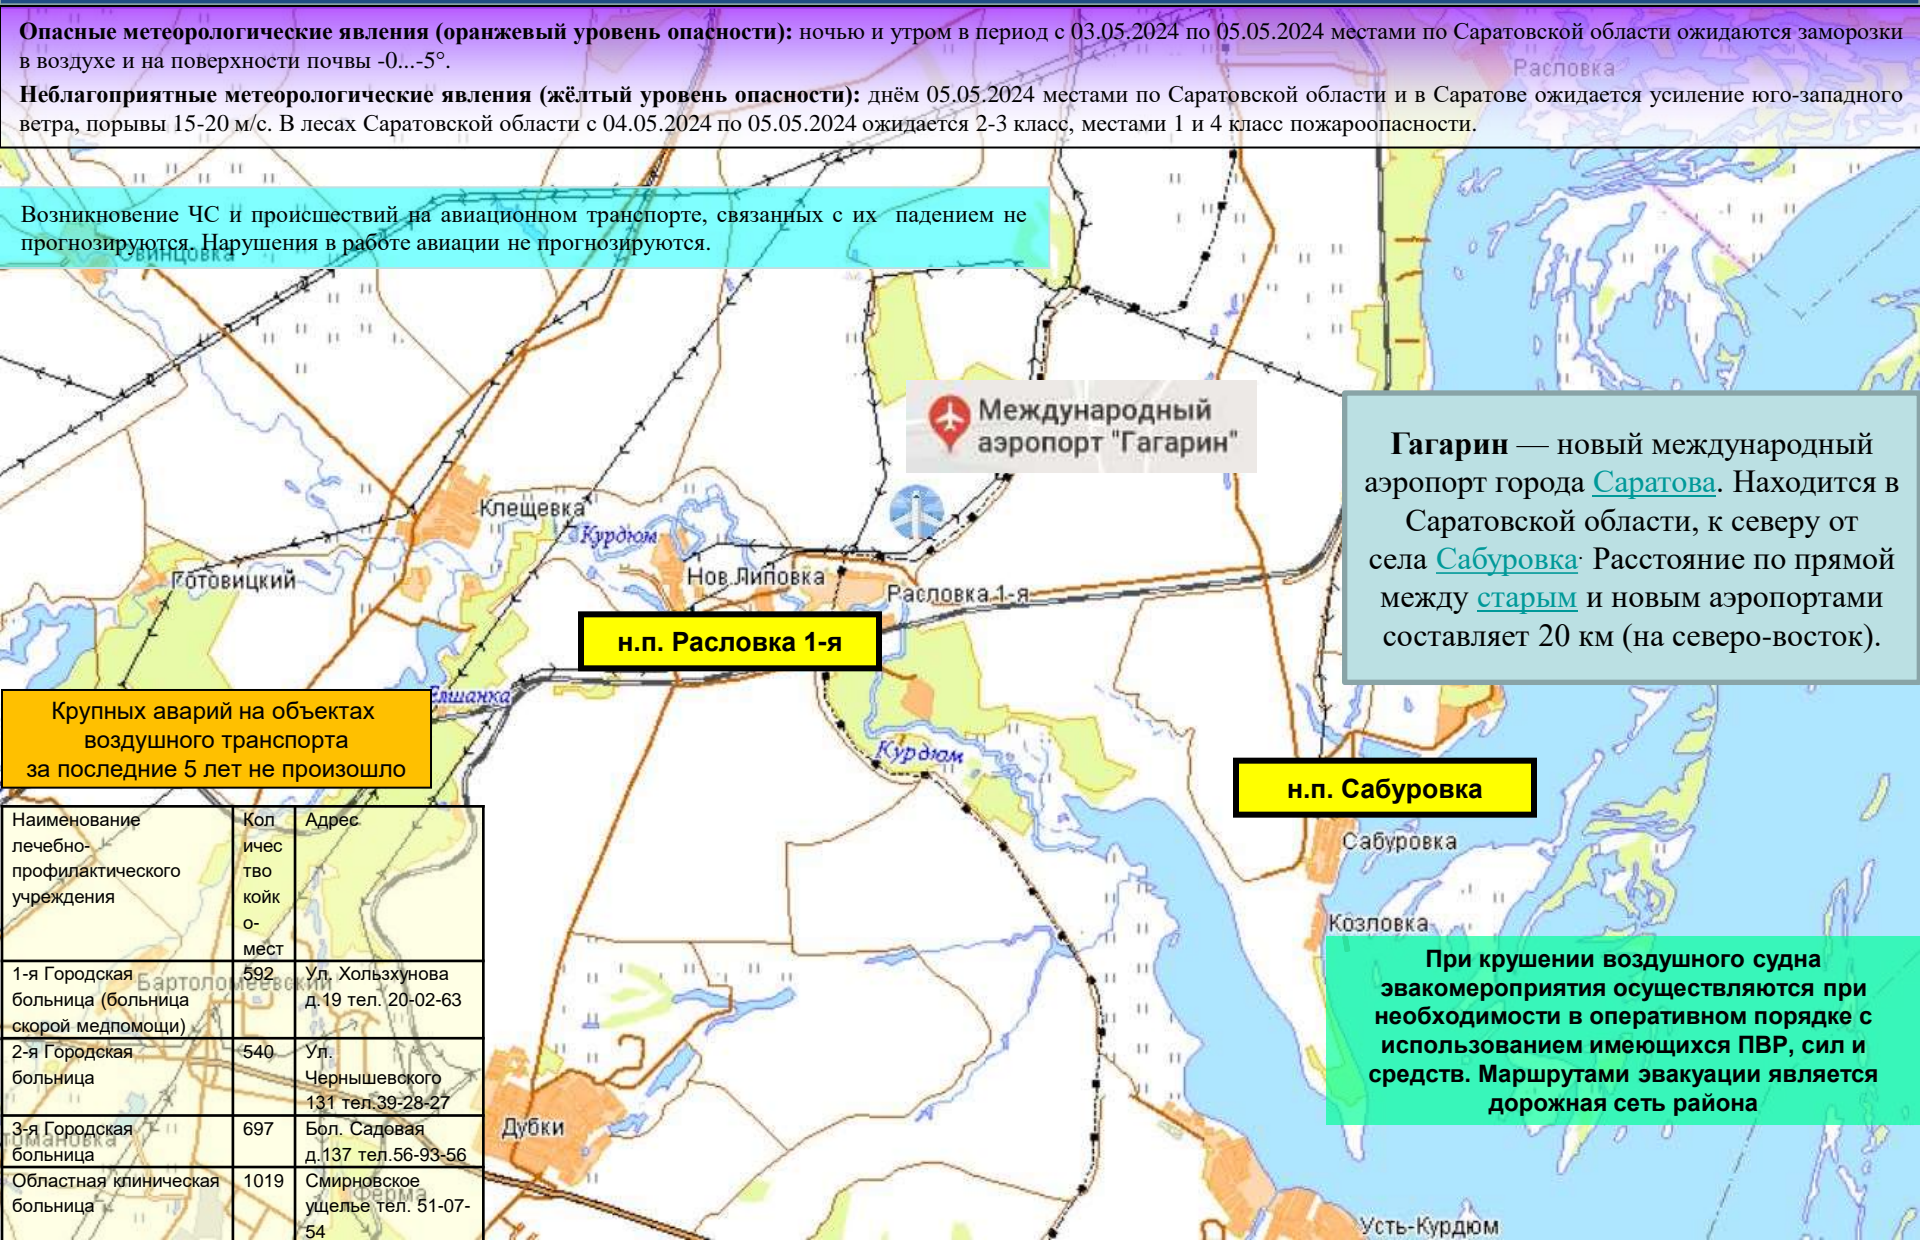 Опасные метеорологические явления (оранжевый уровень опасности): ночью и утром в период с 03.05.2024 по 05.05.2024 местами по Саратовской области ожидаются заморозки
в воздухе и на поверхности почвы -0...-5°.
Неблагоприятные метеорологические явления (жёлтый уровень опасности): днём 05.05.2024 местами по Саратовской области и в Саратове ожидается усиление юго-западного
ветра, порывы 15-20 м/с. В лесах Саратовской области с 04.05.2024 по 05.05.2024 ожидается 2-3 класс, местами 1 и 4 класс пожароопасности.
Расловка
Возникновение ЧС и происшествий на авиационном транспорте, связанных с их падением не
прогнозируются. Нарушения в работе авиации не прогнозируются.
Свинцовка
Международный
аэропорт "Гагарин"
Гагарин — новый международный
аэропорт города Саратова. Находится в
Саратовской области, к северу от
села Сабуровка· Расстояние по прямой
между старым и новым аэропортами
составляет 20 км (на северо-восток).
Клещевка
Курдюм
Готовицкий
Нов.Липовка
Расловка 1-я
н.п. Расловка 1-я
Елшанка
Крупных аварий на объектах
воздушного транспорта
за последние 5 лет не произошло
Курдюм
н.п. Сабуровка
Сабуровка
Козловка
Наименование
лечебно-
профилактического
учреждения
Кол
ичес
тво
койк
о-
мест
Адрес
1-я Городская
больница (больница
скорой медпомощи)
592
Ул. Хользхунова
д.19 тел. 20-02-63
Бартоломеевский
2-я Городская
больница
540
Ул.
Чернышевского
131 тел.39-28-27
3-я Городская
больница
697
Бол. Садовая
д.137 тел.56-93-56
Областная клиническая
больница
1019
Смирновское
ущелье тел. 51-07-
54
Ферма
Дубки
При крушении воздушного судна
эвакомероприятия осуществляются при
необходимости в оперативном порядке с
использованием имеющихся ПВР, сил и
средств. Маршрутами эвакуации является
дорожная сеть района
Усть-Курдюм